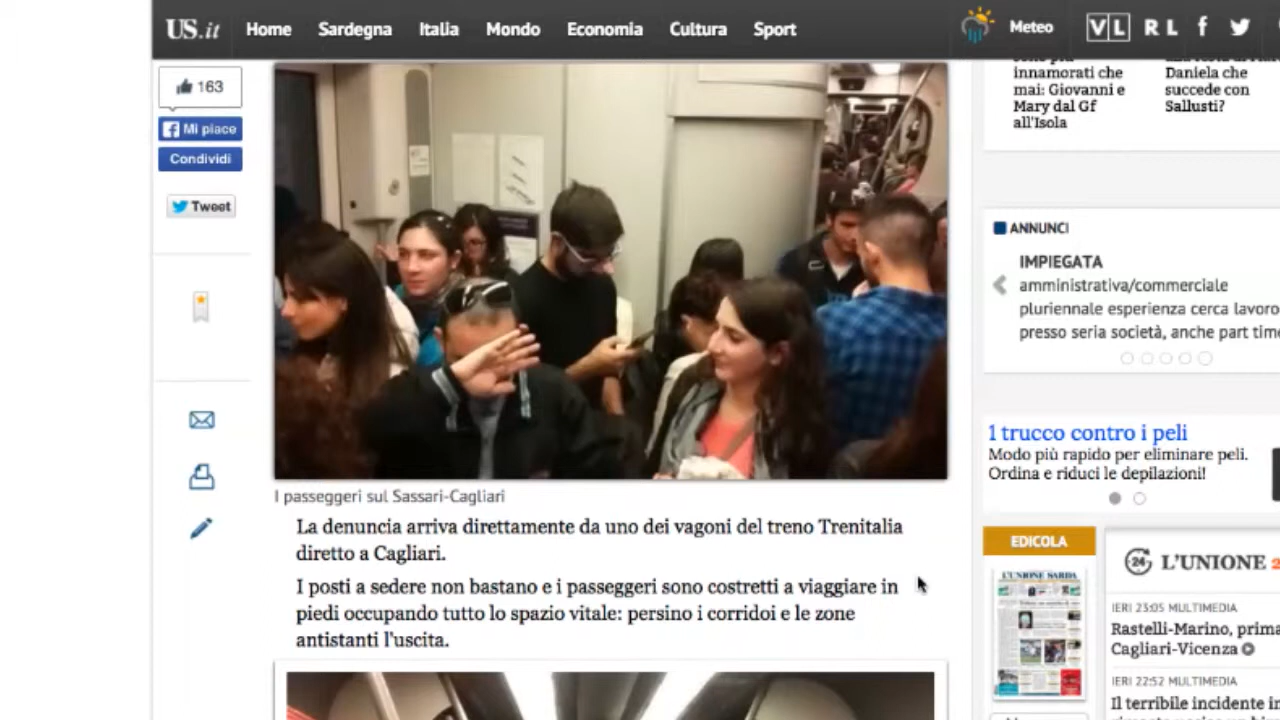 US.it Home Sardegna Italia Mondo Economia Cultura Sport Meteo VL RL
163
Mi piace
Condividi
Tweet
I passeggeri sul Sassari-Cagliari
La denuncia arriva direttamente da uno dei vagoni del treno Trenitalia
diretto a Cagliari.
I posti a sedere non bastano e i passeggeri sono costretti a viaggiare in
piedi occupando tutto lo spazio vitale: persino i corridoi e le zone
antistanti l'uscita.
innamorati che
mai: Giovanni e
Mary dal Gf
all'Isola
Daniela che
succede con
Sallusti?
ANNUNCI
IMPIEGATA
amministrativa/commerciale
pluriennale esperienza cerca lavoro
presso seria società, anche part time
1 trucco contro i peli
Modo più rapido per eliminare peli.
Ordina e riduci le depilazioni!
EDICOLA
L'UNIONE SARDA
24 L'UNIONE 2
IERI 23:05 MULTIMEDIA
Rastelli-Marino, prima
Cagliari-Vicenza
IERI 22:52 MULTIMEDIA
Il terribile incidente in